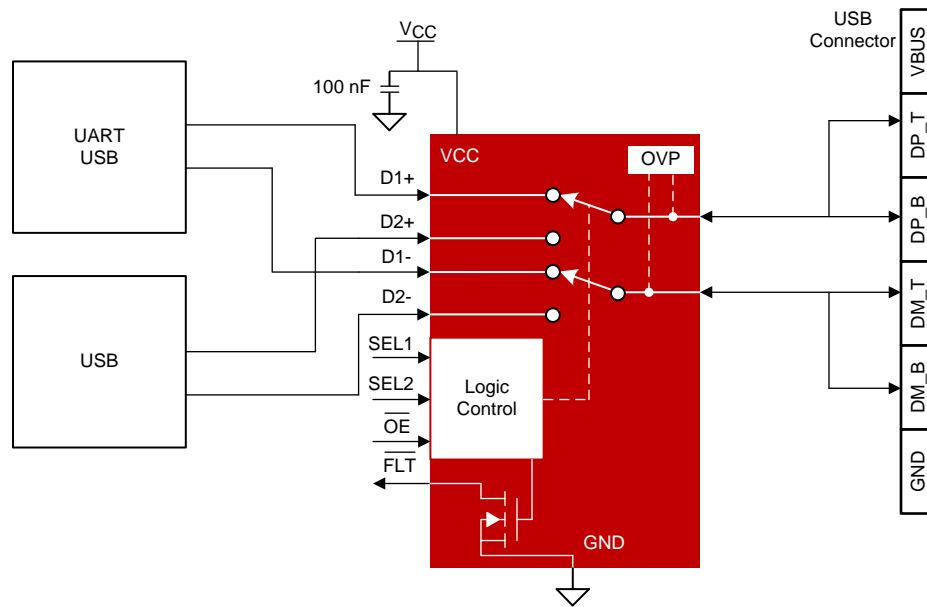 VCC
100 nF
USB
Connector
VBUS
DP_T
DP_B
DM_T
DM_B
GND
UART
USB
USB
D1+
D2+
D1-
D2-
SEL1
SEL2
OE
FLT
VCC
OVP
Logic
Control
GND